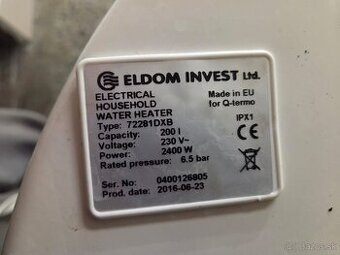 ELDOM INVEST Ltd.
ELECTRICAL
HOUSEHOLD
WATER HEATER
Made in EU
for Q-termo
Type: 72281DXB
Capacity: 200 l
Voltage: 230 V~
Power: 2400 W
Rated pressure: 6.5 bar
IPX1
CE
Ser. No: 0400126805
Prod. date: 2016-06-23